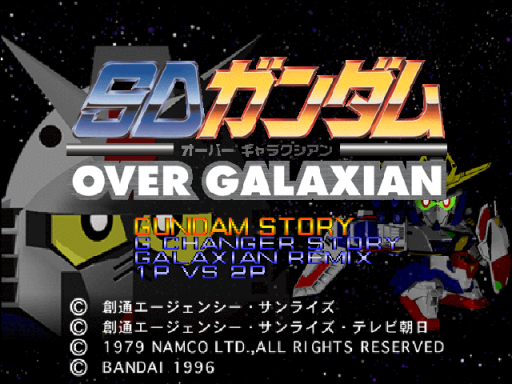 SDガンダム
オーバー ギャラクシアン
OVER GALAXIAN
GUNDAM STORY
G CHANGER STORY
GALAXIAN REMIX
1P VS 2P
© 創通エージェンシー・サンライズ
© 創通エージェンシー・サンライズ・テレビ朝日
© 1979 NAMCO LTD.,ALL RIGHTS RESERVED
© BANDAI 1996